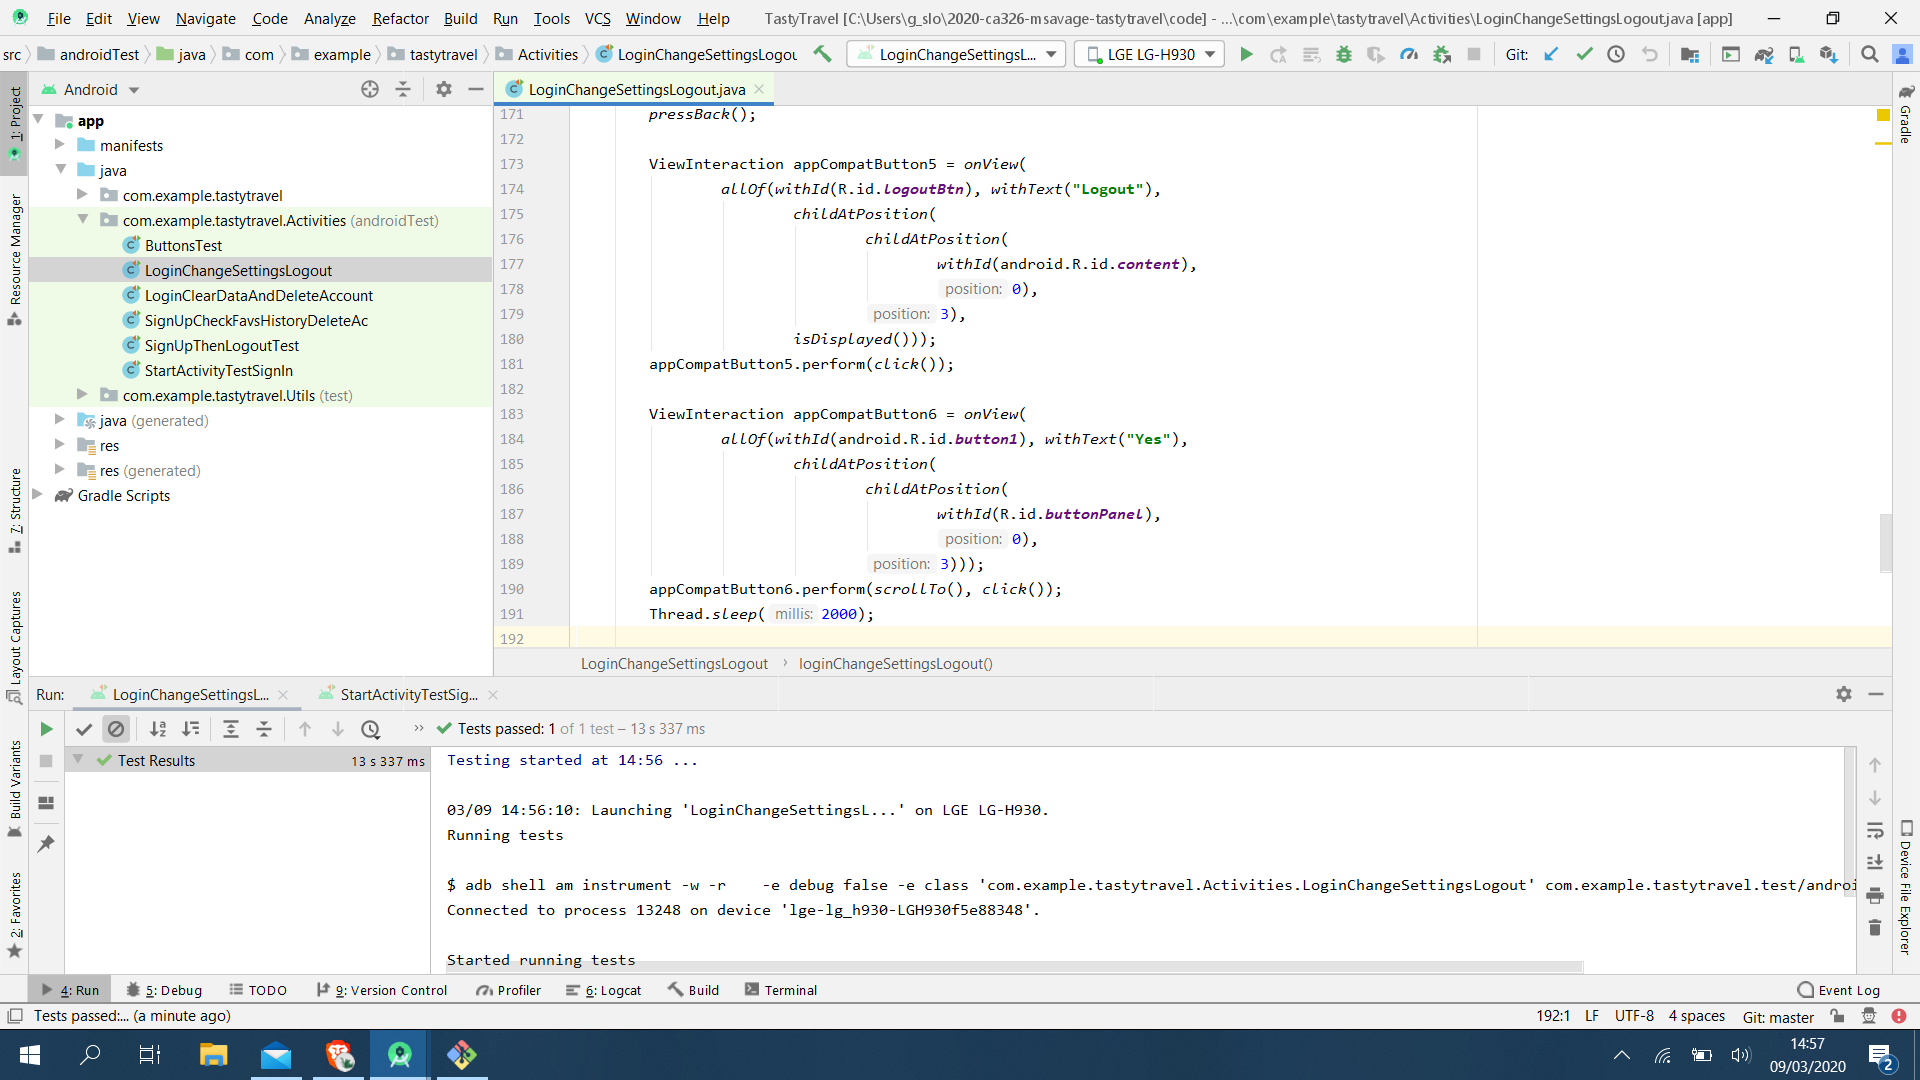 File Edit View Navigate Code Analyze Refactor Build Run Tools VCS Window Help TastyTravel [C:\Users\g_slo\2020-ca326-msavage-tastytravel\code] - ...\com\example\tastytravel\Activities\LoginChangeSettingsLogout.java [app]
src androidTest java com example tastytravel Activities LoginChangeSettingsLogou LoginChangeSettingsL... LGE LG-H930 Git:
Android
LoginChangeSettingsLogout.java
1: Project
Resource Manager
7: Structure
Layout Captures
Build Variants
2: Favorites
app
manifests
java
com.example.tastytravel
com.example.tastytravel.Activities (androidTest)
ButtonsTest
LoginChangeSettingsLogout
LoginClearDataAndDeleteAccount
SignUpCheckFavsHistoryDeleteAc
SignUpThenLogoutTest
StartActivityTestSignIn
com.example.tastytravel.Utils (test)
java (generated)
res
res (generated)
Gradle Scripts
171 pressBack();
172
173 ViewInteraction appCompatButton5 = onView(
174 allOf(withId(R.id.logoutBtn), withText("Logout"),
175 childAtPosition(
176 childAtPosition(
177 withId(android.R.id.content),
178 position: 0),
179 position: 3),
180 isDisplayed()));
181 appCompatButton5.perform(click());
182
183 ViewInteraction appCompatButton6 = onView(
184 allOf(withId(android.R.id.button1), withText("Yes"),
185 childAtPosition(
186 childAtPosition(
187 withId(R.id.buttonPanel),
188 position: 0),
189 position: 3)));
190 appCompatButton6.perform(scrollTo(), click());
191 Thread.sleep( millis: 2000);
192
LoginChangeSettingsLogout › loginChangeSettingsLogout()
Gradle
Device File Explorer
Run: LoginChangeSettingsL... StartActivityTestSig...
» Tests passed: 1 of 1 test – 13 s 337 ms
Test Results 13 s 337 ms
Testing started at 14:56 ...
03/09 14:56:10: Launching 'LoginChangeSettingsL...' on LGE LG-H930.
Running tests
$ adb shell am instrument -w -r -e debug false -e class 'com.example.tastytravel.Activities.LoginChangeSettingsLogout' com.example.tastytravel.test/androi
Connected to process 13248 on device 'lge-lg_h930-LGH930f5e88348'.
Started running tests
4: Run 5: Debug TODO 9: Version Control Profiler 6: Logcat Build Terminal Event Log
Tests passed:... (a minute ago) 192:1 LF UTF-8 4 spaces Git: master
14:57
09/03/2020
2